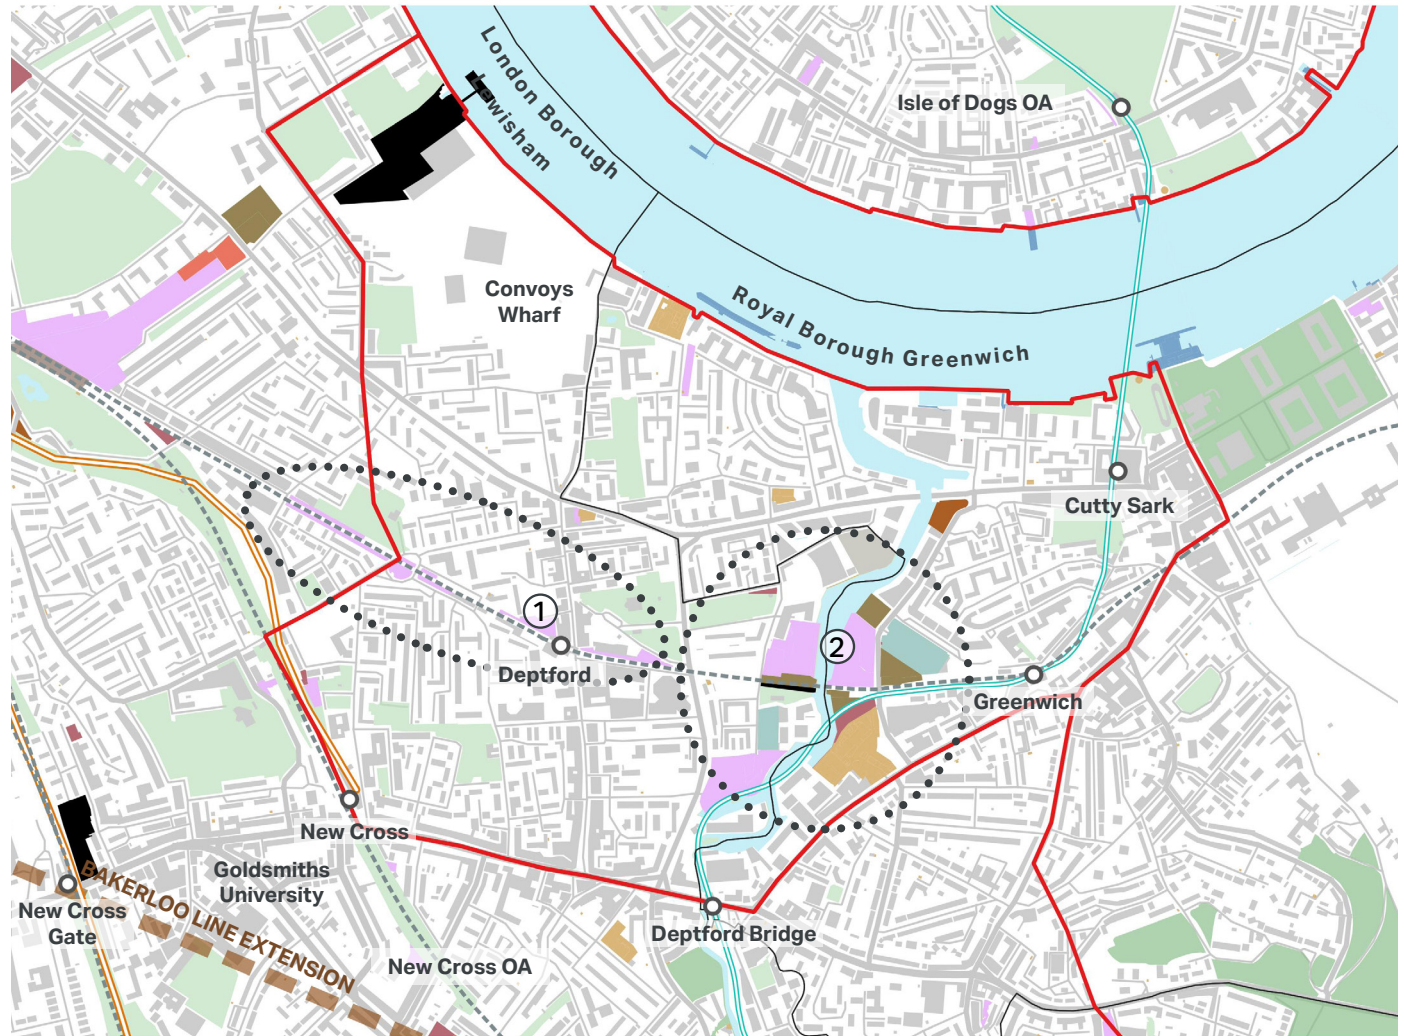 London Borough
Lewisham
Isle of Dogs OA
Convoys
Wharf
Royal Borough Greenwich
Cutty Sark
1
2
Deptford
Greenwich
New Cross
Goldsmiths
University
BAKERLOO LINE EXTENSION
New Cross
Gate
Deptford Bridge
New Cross OA